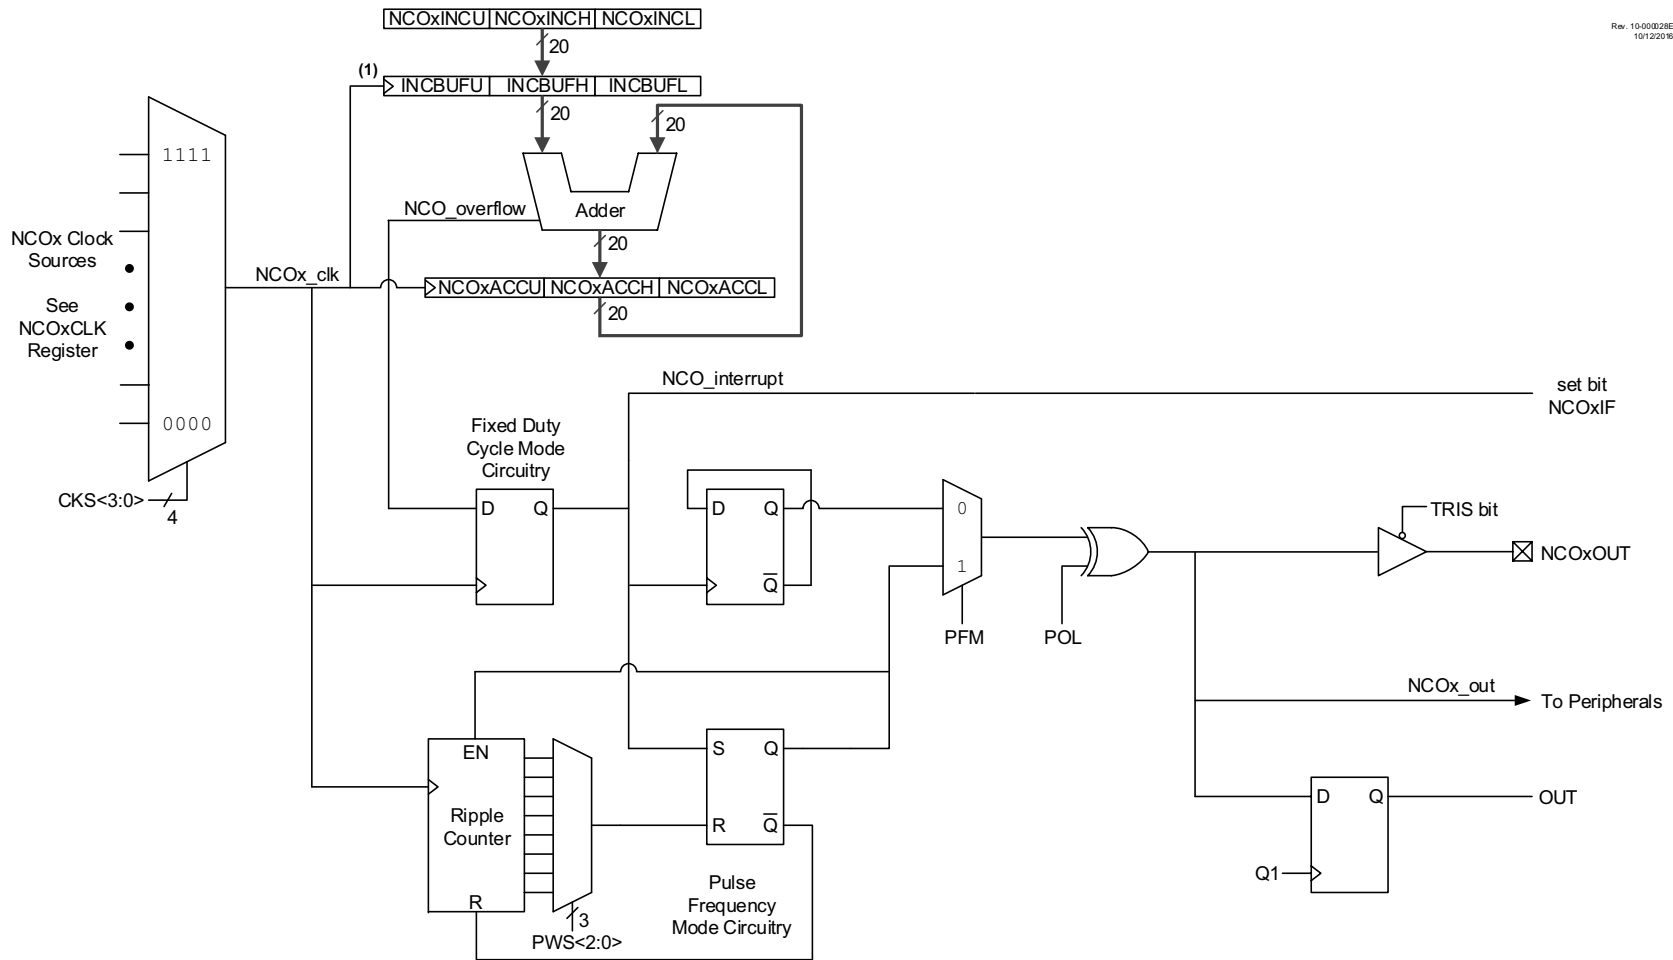 Rev. 10-000028E
10/12/2016
NCOxINCU NCOxINCH NCOxINCL
20
(1)
INCBUFU INCBUFH INCBUFL
20
20
1111
NCO_overflow
Adder
20
NCOx Clock
Sources
NCOx_clk
NCOxACCU NCOxACCH NCOxACCL
20
See
NCOxCLK
Register
NCO_interrupt
set bit
NCOxIF
0000
Fixed Duty
Cycle Mode
Circuitry
CKS<3:0>
4
D Q
D Q
Q
0
1
TRIS bit
NCOxOUT
PFM
POL
NCOx_out
To Peripherals
EN
Ripple
Counter
R
S Q
R Q
3
PWS<2:0>
Pulse
Frequency
Mode Circuitry
D Q
OUT
Q1